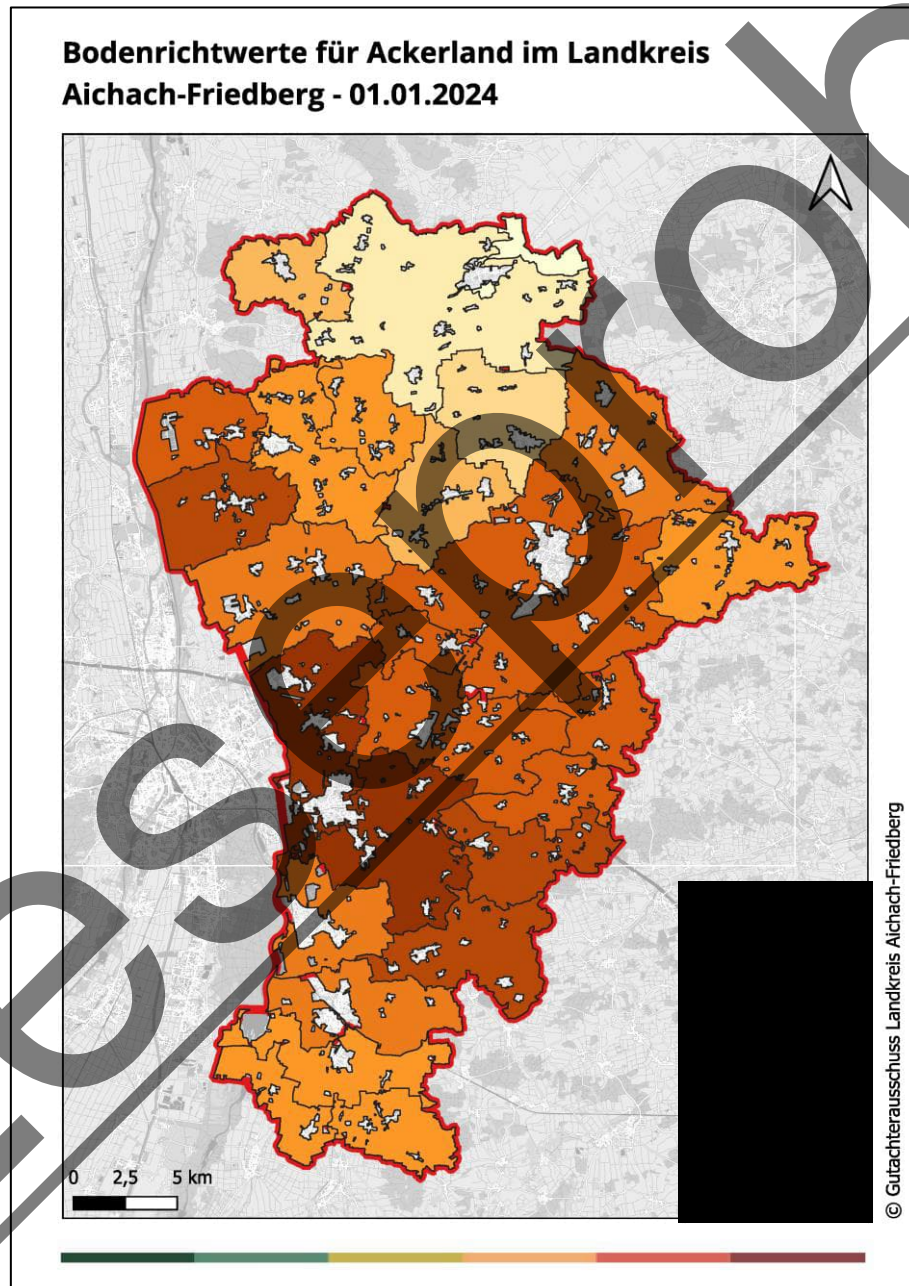 Bodenrichtwerte für Ackerland im Landkreis
Aichach-Friedberg - 01.01.2024
0 2,5 5 km
© Gutachterausschuss Landkreis Aichach-Friedberg
Leseprob